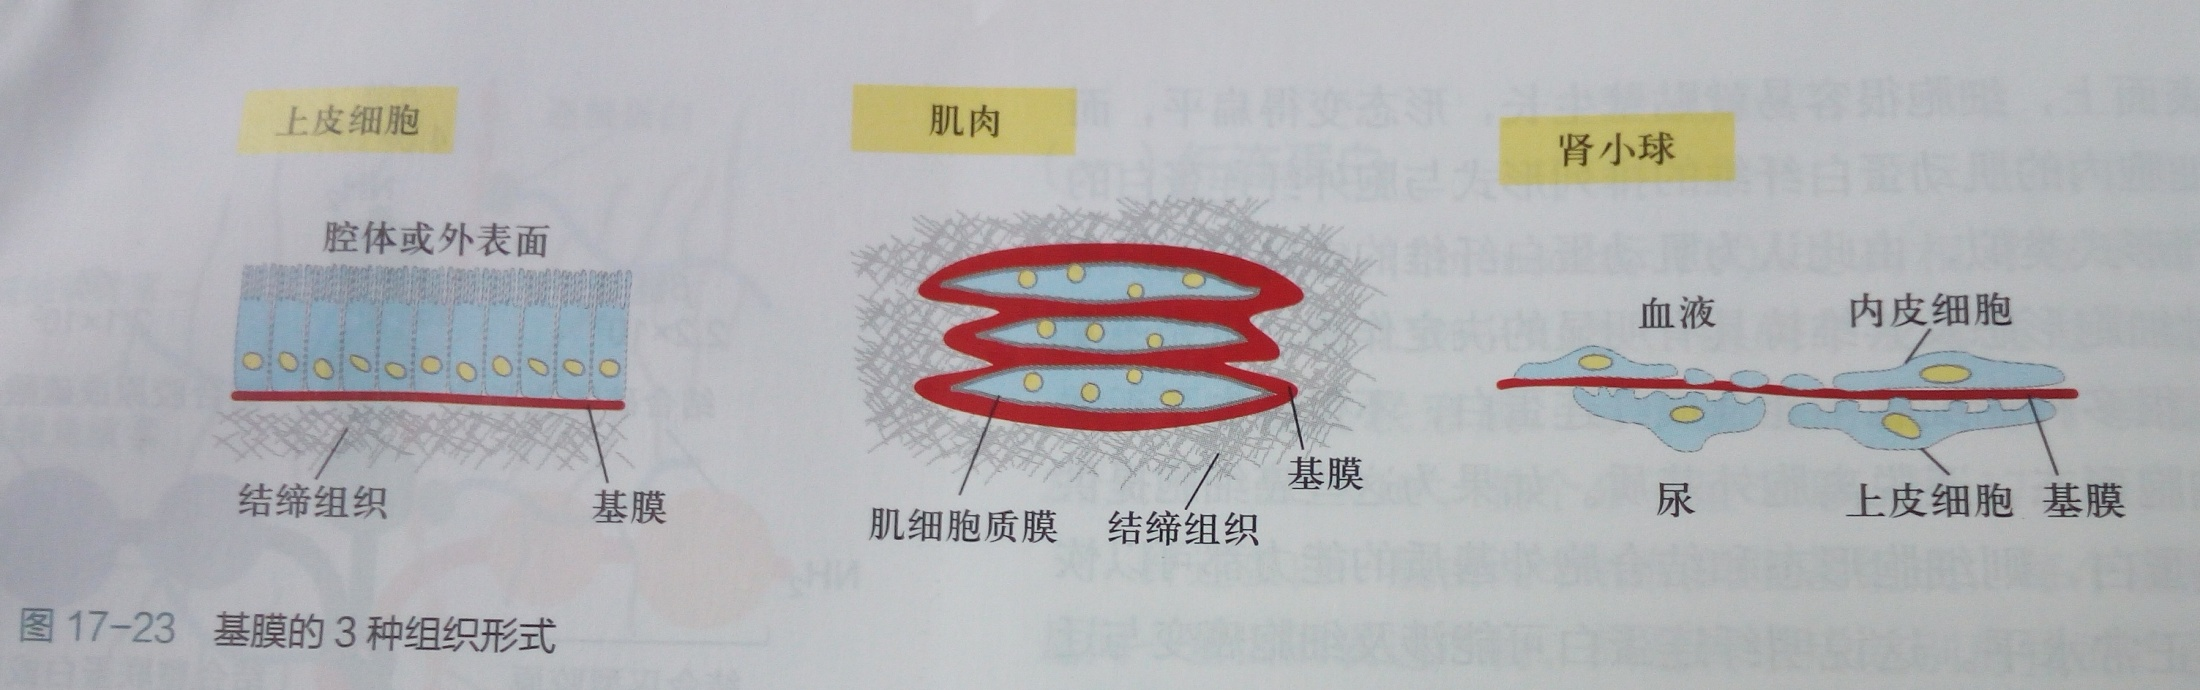 上皮细胞
腔体或外表面
结缔组织
基膜
肌肉
肌细胞质膜
结缔组织
基膜
肾小球
血液
内皮细胞
尿
上皮细胞
基膜
图 17-23 基膜的 3 种组织形式